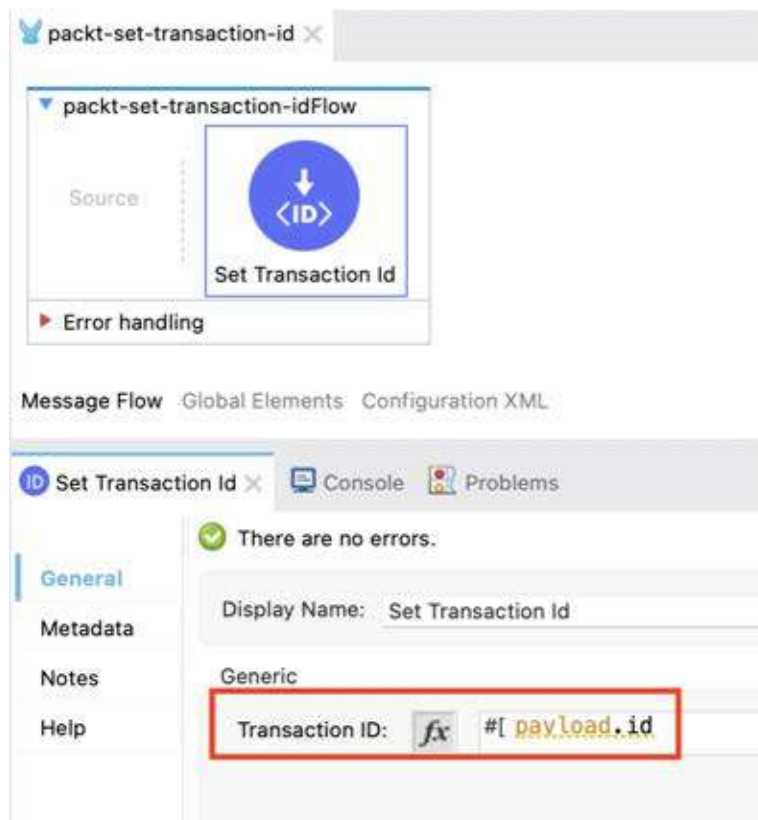 packt-set-transaction-id
packt-set-transaction-idFlow
Source
<ID>
Set Transaction Id
Error handling
Message Flow Global Elements Configuration XML
ID Set Transaction Id Console Problems
There are no errors.
General
Display Name: Set Transaction Id
Metadata
Notes
Generic
Help
Transaction ID: fx #[ payload.id